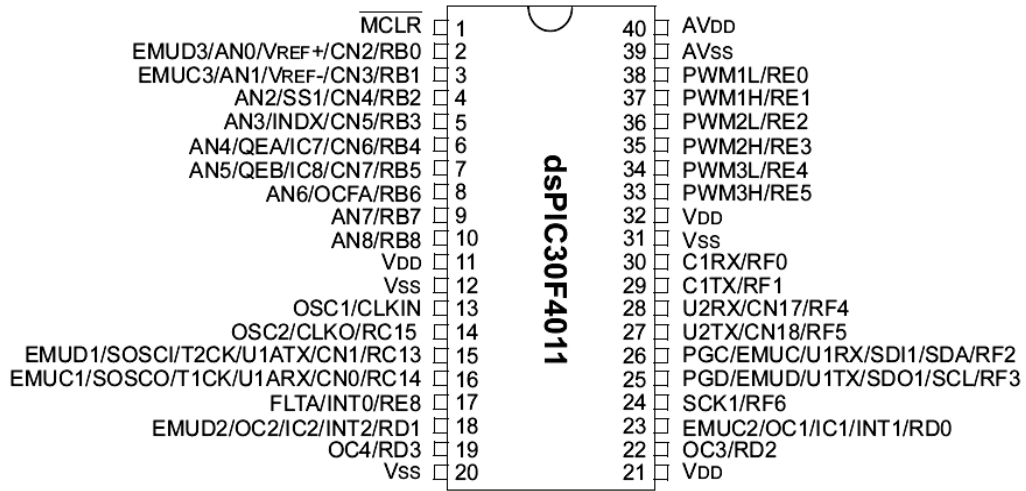 MCLR 1
EMUD3/AN0/VREF+/CN2/RB0 2
EMUC3/AN1/VREF-/CN3/RB1 3
AN2/SS1/CN4/RB2 4
AN3/INDX/CN5/RB3 5
AN4/QEA/IC7/CN6/RB4 6
AN5/QEB/IC8/CN7/RB5 7
AN6/OCFA/RB6 8
AN7/RB7 9
AN8/RB8 10
VDD 11
VSS 12
OSC1/CLKIN 13
OSC2/CLKO/RC15 14
EMUD1/SOSCI/T2CK/U1ATX/CN1/RC13 15
EMUC1/SOSCO/T1CK/U1ARX/CN0/RC14 16
FLTA/INT0/RE8 17
EMUD2/OC2/IC2/INT2/RD1 18
OC4/RD3 19
VSS 20
dsPIC30F4011
40 AVDD
39 AVSS
38 PWM1L/RE0
37 PWM1H/RE1
36 PWM2L/RE2
35 PWM2H/RE3
34 PWM3L/RE4
33 PWM3H/RE5
32 VDD
31 VSS
30 C1RX/RF0
29 C1TX/RF1
28 U2RX/CN17/RF4
27 U2TX/CN18/RF5
26 PGC/EMUC/U1RX/SDI1/SDA/RF2
25 PGD/EMUD/U1TX/SDO1/SCL/RF3
24 SCK1/RF6
23 EMUC2/OC1/IC1/INT1/RD0
22 OC3/RD2
21 VDD